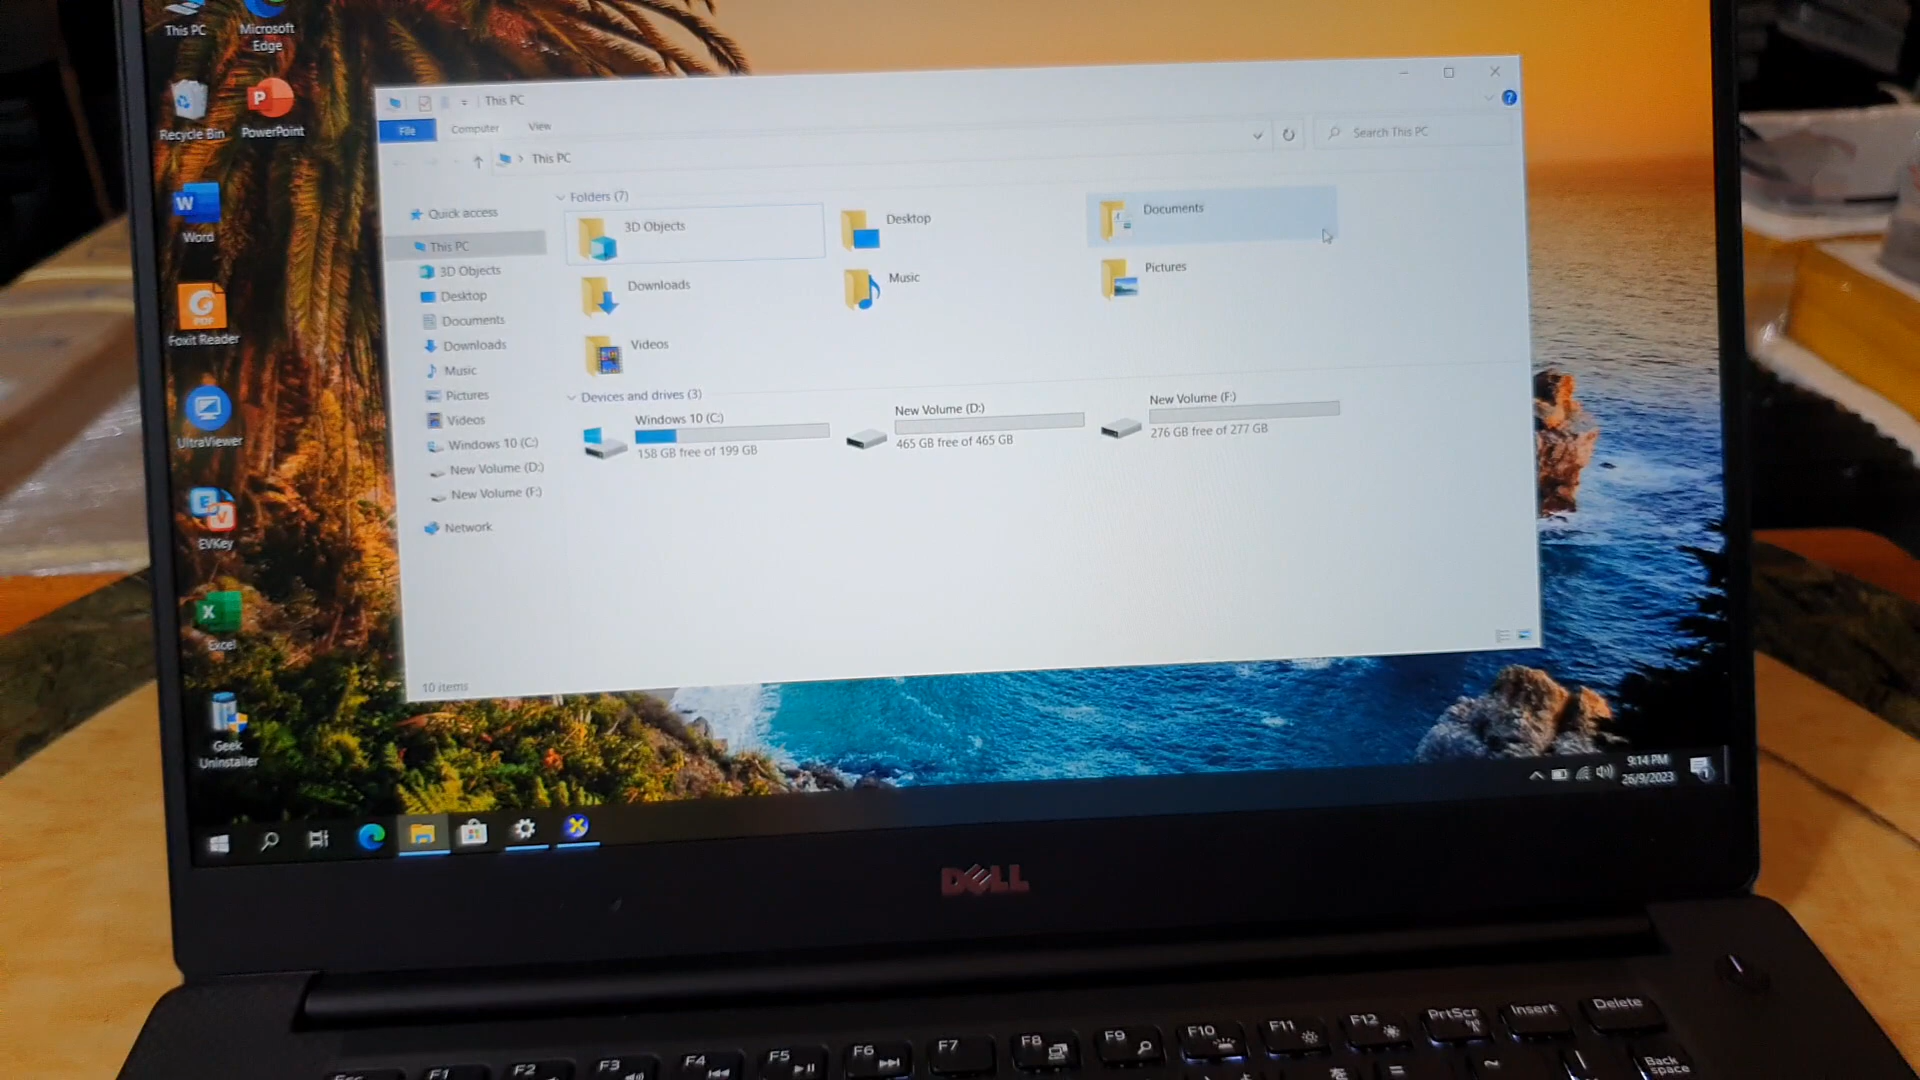 This PC
Microsoft
Edge
Recycle Bin
PowerPoint
Word
Foxit Reader
UltraViewer
EVKey
Excel
Geek
Uninstaller
This PC
File
Computer
View
This PC
Search This PC
Quick access
This PC
3D Objects
Desktop
Documents
Downloads
Music
Pictures
Videos
Windows 10 (C:)
New Volume (D:)
New Volume (F:)
Network
Folders (7)
3D Objects
Desktop
Documents
Downloads
Music
Pictures
Videos
Devices and drives (3)
Windows 10 (C:)
158 GB free of 199 GB
New Volume (D:)
465 GB free of 465 GB
New Volume (F:)
276 GB free of 277 GB
10 items
9:14 PM
26/9/2023
DELL
Esc
F1
F2
F3
F4
F5
F6
F7
F8
F9
F10
F11
F12
PrtScr
Insert
Delete
Back
space